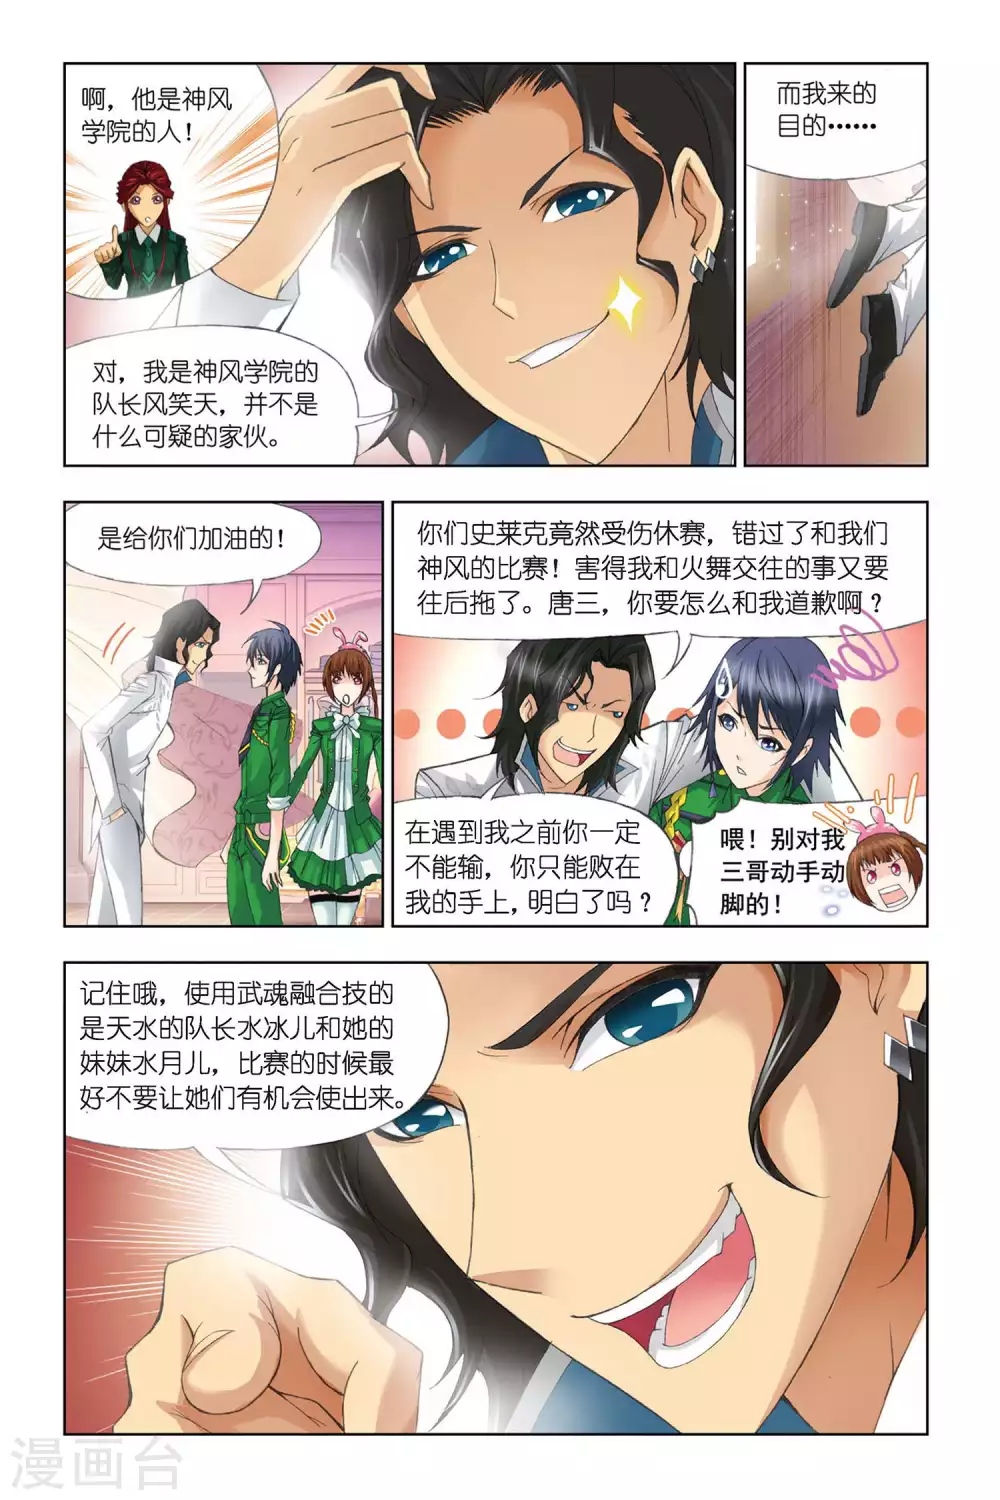 啊，他是神风
学院的人！
对，我是神风学院的
队长风笑天，并不是
什么可疑的家伙。
而我来的
目的……
是给你们加油的！
你们史莱克竟然受伤休赛，错过了和我们
神风的比赛！害得我和火舞交往的事又要
往后拖了。唐三，你要怎么和我道歉啊？
在遇到我之前你一定
不能输，你只能败在
我的手上，明白了吗？
喂！别对我
三哥动手动
脚的！
记住哦，使用武魂融合技的
是天水的队长水冰儿和她的
妹妹水月儿，比赛的时候最
好不要让她们有机会使出来。
漫画台